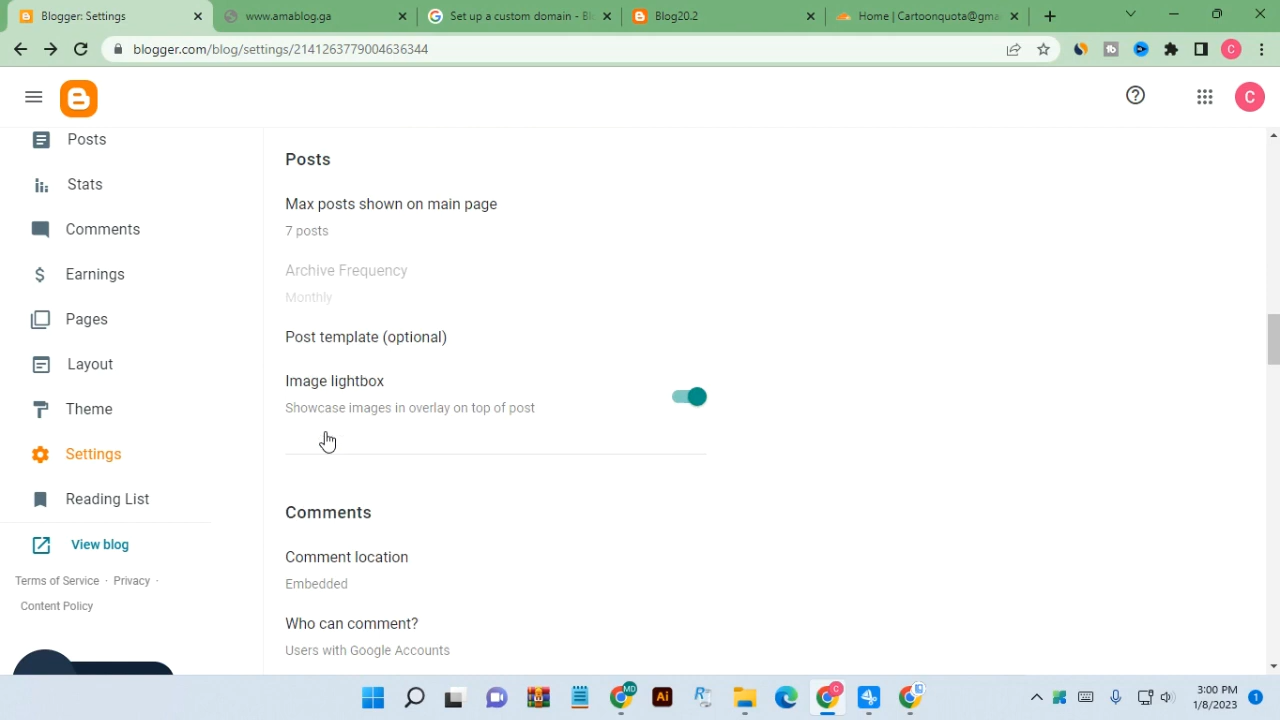 Blogger: Settings
www.amablog.ga
Set up a custom domain - Bl
Blog20.2
Home | Cartoonquota@gma
blogger.com/blog/settings/2141263779004636344
C
C
Posts
Stats
Comments
Earnings
Pages
Layout
Theme
Settings
Reading List
View blog
Terms of Service · Privacy ·
Content Policy
Posts
Max posts shown on main page
7 posts
Archive Frequency
Monthly
Post template (optional)
Image lightbox
Showcase images in overlay on top of post
Comments
Comment location
Embedded
Who can comment?
Users with Google Accounts
MD
Ai
C
3:00 PM
1/8/2023
1